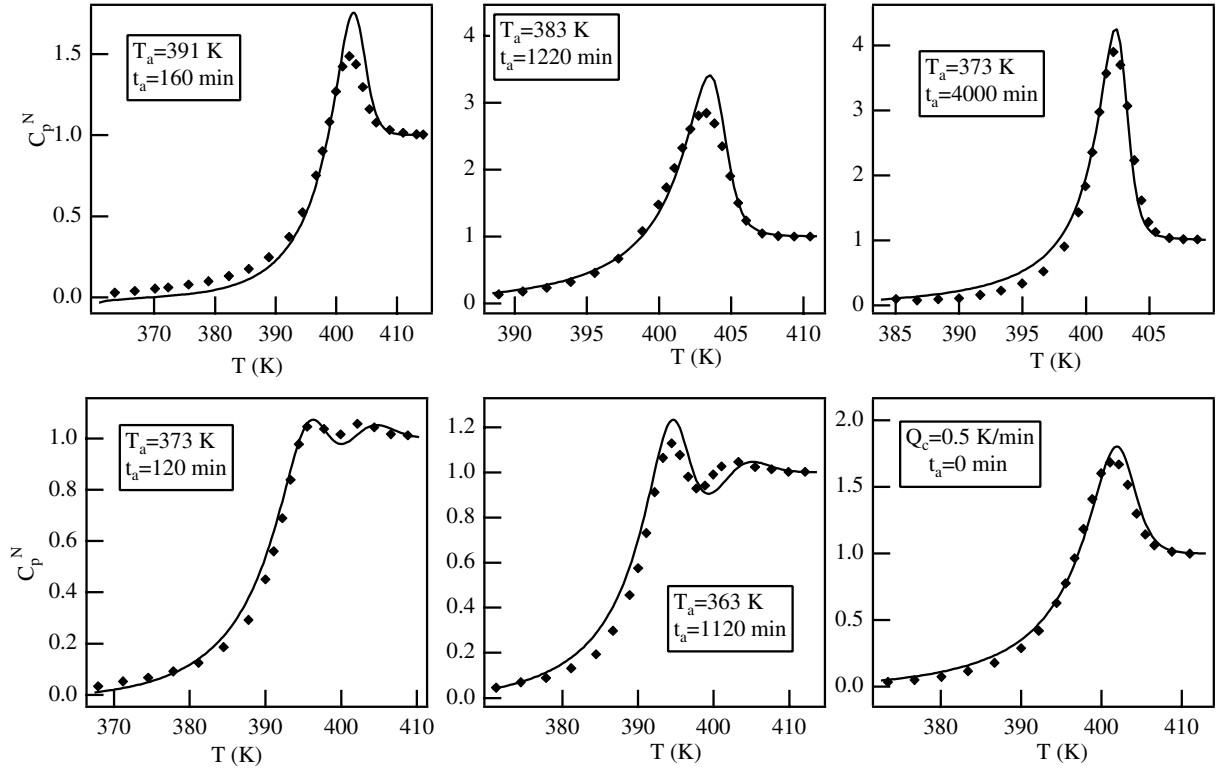 T_a=391 K
t_a=160 min
1.5
1.0
0.5
0.0
C_p^N
370 380 390 400 410
T (K)
T_a=383 K
t_a=1220 min
4
3
2
1
0
390 395 400 405 410
T (K)
T_a=373 K
t_a=4000 min
4
3
2
1
0
385 390 395 400 405
T (K)
T_a=373 K
t_a=120 min
1.0
0.8
0.6
0.4
0.2
0.0
C_p^N
370 380 390 400 410
T (K)
1.2
1.0
0.8
0.6
0.4
0.2
0.0
T_a=363 K
t_a=1120 min
380 390 400 410
T (K)
2.0
Q_c=0.5 K/min
t_a=0 min
1.5
1.0
0.5
0.0
380 390 400 410
T (K)